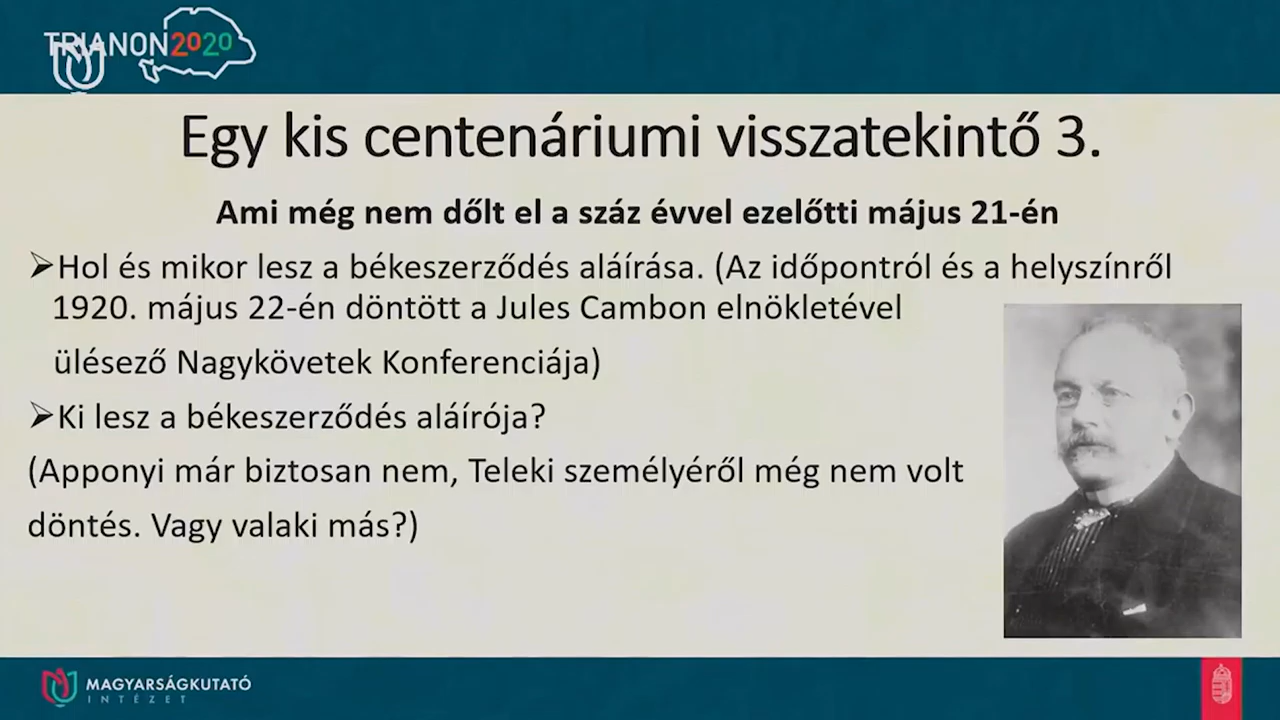 TRIANON2020
Egy kis centenáriumi visszatekintő 3.
Ami még nem dőlt el a száz évvel ezelőtti május 21-én
➢Hol és mikor lesz a békeszerződés aláírása. (Az időpontról és a helyszínről
1920. május 22-én döntött a Jules Cambon elnökletével
ülésező Nagykövetek Konferenciája)
➢Ki lesz a békeszerződés aláírója?
(Apponyi már biztosan nem, Teleki személyéről még nem volt
döntés. Vagy valaki más?)
MAGYARSÁGKUTATÓ
INTÉZET